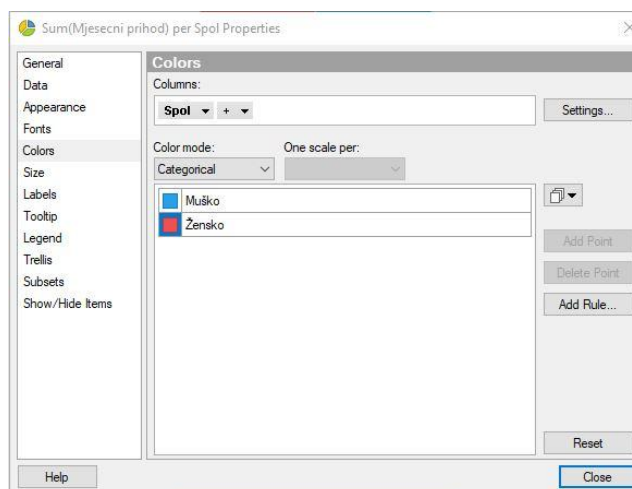 Sum(Mjesecni prihod) per Spol Properties
General
Data
Appearance
Fonts
Colors
Size
Labels
Tooltip
Legend
Trellis
Subsets
Show/Hide Items
Colors
Columns:
Spol +
Settings...
Color mode: One scale per:
Categorical
Muško
Žensko
Add Point
Delete Point
Add Rule...
Reset
Help
Close